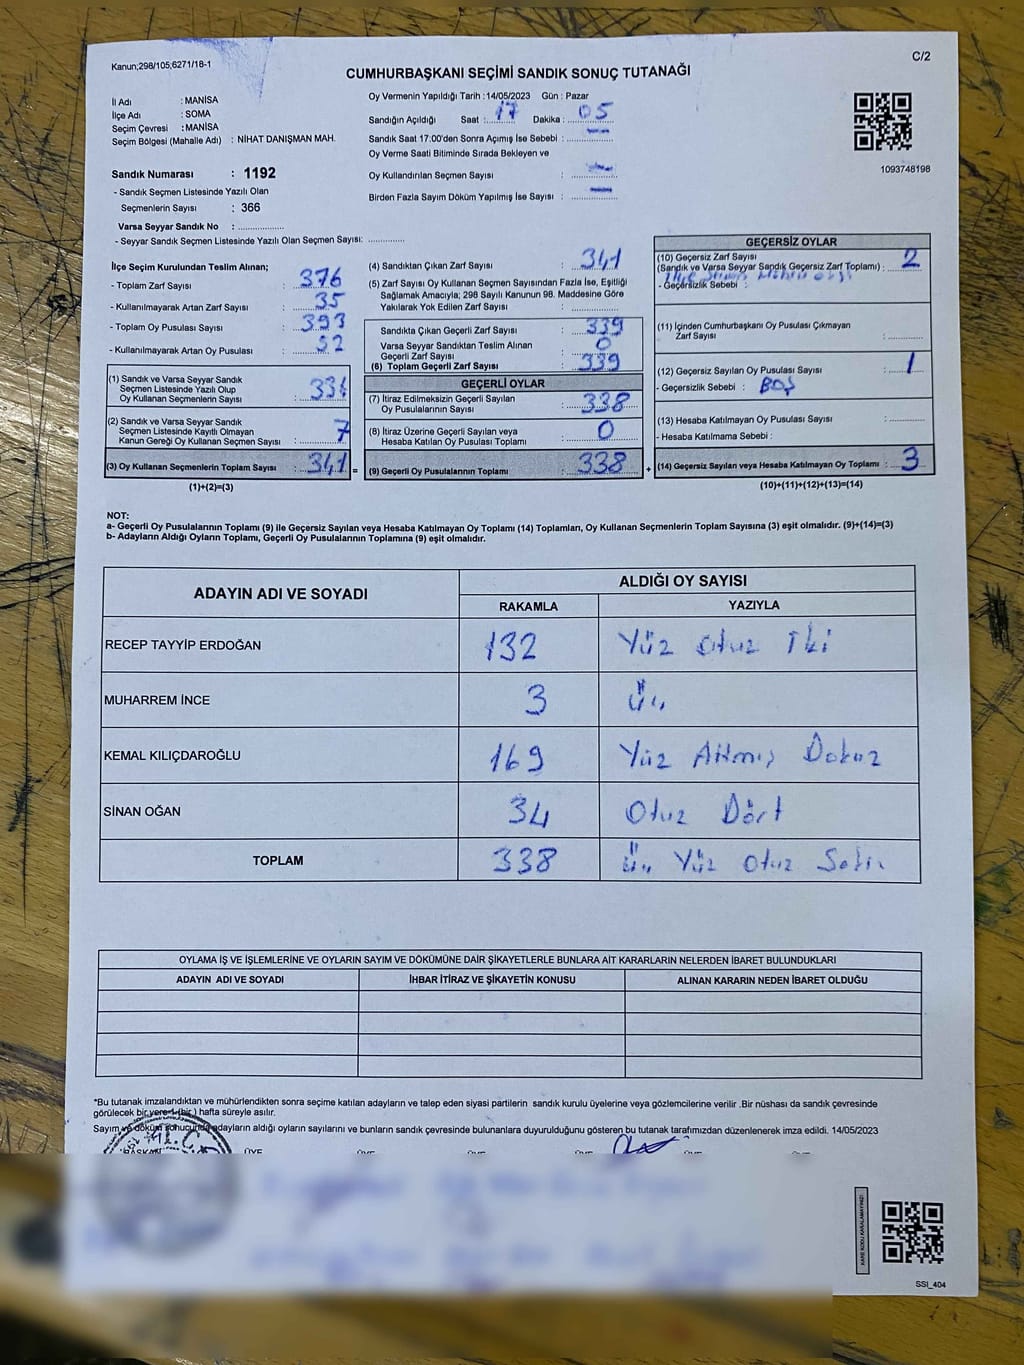 Kanun;298/105,6271/18-1
C/2
CUMHURBAŞKANI SEÇİMİ SANDIK SONUÇ TUTANAĞI
İl Adı : MANİSA
İlçe Adı : SOMA
Seçim Çevresi : MANİSA
Seçim Bölgesi (Mahalle Adı) : NİHAT DANIŞMAN MAH.
Sandık Numarası : 1192
- Sandık Seçmen Listesinde Yazılı Olan
Seçmenlerin Sayısı : 366
Varsa Seyyar Sandık No : ................
- Seyyar Sandık Seçmen Listesinde Yazılı Olan Seçmen Sayısı: ............
Oy Vermenin Yapıldığı Tarih :14/05/2023 Gün : Pazar
Sandığın Açıldığı Saat : 17 Dakika : 05
Sandık Saat 17:00'den Sonra Açımış İse Sebebi : —
Oy Verme Saati Bitiminde Sırada Bekleyen ve
Oy Kullandırılan Seçmen Sayısı : —
Birden Fazla Sayım Döküm Yapılmış İse Sayısı : —
1093748198
İlçe Seçim Kurulundan Teslim Alınan;
- Toplam Zarf Sayısı : 376
- Kullanılmayarak Artan Zarf Sayısı : 35
- Toplam Oy Pusulası Sayısı : 393
- Kullanılmayarak Artan Oy Pusulası : 52
(1) Sandık ve Varsa Seyyar Sandık
Seçmen Listesinde Yazılı Olup
Oy Kullanan Seçmenlerin Sayısı : 334
(2) Sandık ve Varsa Seyyar Sandık
Seçmen Listesinde Kayıtlı Olmayan
Kanun Gereği Oy Kullanan Seçmen Sayısı : 7
(3) Oy Kullanan Seçmenlerin Toplam Sayısı : 341 =
(1)+(2)=(3)
(4) Sandıktan Çıkan Zarf Sayısı : 341
(5) Zarf Sayısı Oy Kullanan Seçmen Sayısından Fazla İse, Eşitliği
Sağlamak Amacıyla; 298 Sayılı Kanunun 98. Maddesine Göre
Yakılarak Yok Edilen Zarf Sayısı :
Sandıkta Çıkan Geçerli Zarf Sayısı : 339
Varsa Seyyar Sandıktan Teslim Alınan
Geçerli Zarf Sayısı : 0
(6) Toplam Geçerli Zarf Sayısı : 339
GEÇERLİ OYLAR
(7) İtiraz Edilmeksizin Geçerli Sayılan
Oy Pusulalarının Sayısı : 338
(8) İtiraz Üzerine Geçerli Sayılan veya
Hesaba Katılan Oy Pusulası Toplamı : 0
(9) Geçerli Oy Pusulalarının Toplamı : 338 +
GEÇERSİZ OYLAR
(10) Geçersiz Zarf Sayısı
(Sandık ve Varsa Seyyar Sandık Geçersiz Zarf Toplamı) : 2
- Geçersizlik Sebebi :
(11) İçinden Cumhurbaşkanı Oy Pusulası Çıkmayan
Zarf Sayısı : ............
(12) Geçersiz Sayılan Oy Pusulası Sayısı : 1
- Geçersizlik Sebebi : BOŞ
(13) Hesaba Katılmayan Oy Pusulası Sayısı : ............
- Hesaba Katılmama Sebebi :
(14) Geçersiz Sayılan veya Hesaba Katılmayan Oy Toplamı : 3
(10)+(11)+(12)+(13)=(14)
NOT:
a- Geçerli Oy Pusulalarının Toplamı (9) ile Geçersiz Sayılan veya Hesaba Katılmayan Oy Toplamı (14) Toplamları, Oy Kullanan Seçmenlerin Toplam Sayısına (3) eşit olmalıdır. (9)+(14)=(3)
b- Adayların Aldığı Oyların Toplamı, Geçerli Oy Pusulalarının Toplamına (9) eşit olmalıdır.
ADAYIN ADI VE SOYADI ALDIĞI OY SAYISI
RAKAMLA YAZIYLA
RECEP TAYYİP ERDOĞAN 132 Yüz Otuz İki
MUHARREM İNCE 3 Üç
KEMAL KILIÇDAROĞLU 169 Yüz Altmış Dokuz
SİNAN OĞAN 34 Otuz Dört
TOPLAM 338 Üç Yüz Otuz Sekiz
OYLAMA İŞ VE İŞLEMLERİNE VE OYLARIN SAYIM VE DÖKÜMÜNE DAİR ŞİKAYETLERLE BUNLARA AİT KARARLARIN NELERDEN İBARET BULUNDUKLARI
ADAYIN ADI VE SOYADI İHBAR İTİRAZ VE ŞİKAYETİN KONUSU ALINAN KARARIN NEDEN İBARET OLDUĞU
*Bu tutanak imzalandıktan ve mühürlendikten sonra seçime katılan adayların ve talep eden siyasi partilerin sandık kurulu üyelerine veya gözlemcilerine verilir .Bir nüshası da sandık çevresinde
görülecek bir yere 1 (bir ) hafta süreyle asılır.
Sayım ve döküm sonucunda adayların aldığı oyların sayılarını ve bunların sandık çevresinde bulunanlara duyurulduğunu gösteren bu tutanak tarafımızdan düzenlenerek imza edildi. 14/05/2023
BAŞKAN ÜYE ÜYE ÜYE ÜYE ÜYE ÜYE
KARE KODU KARALAMAYINIZ!
SSI_404